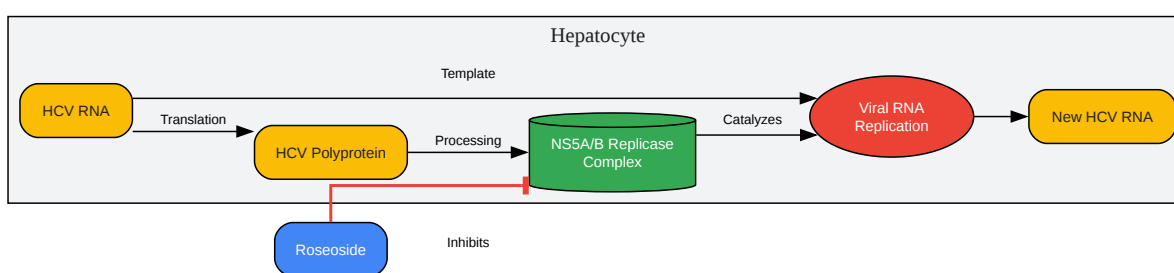 Hepatocyte
Template
HCV RNA
Translation
HCV Polyprotein
Processing
NS5A/B Replicase
Complex
Catalyzes
Viral RNA
Replication
New HCV RNA
Roseoside
Inhibits